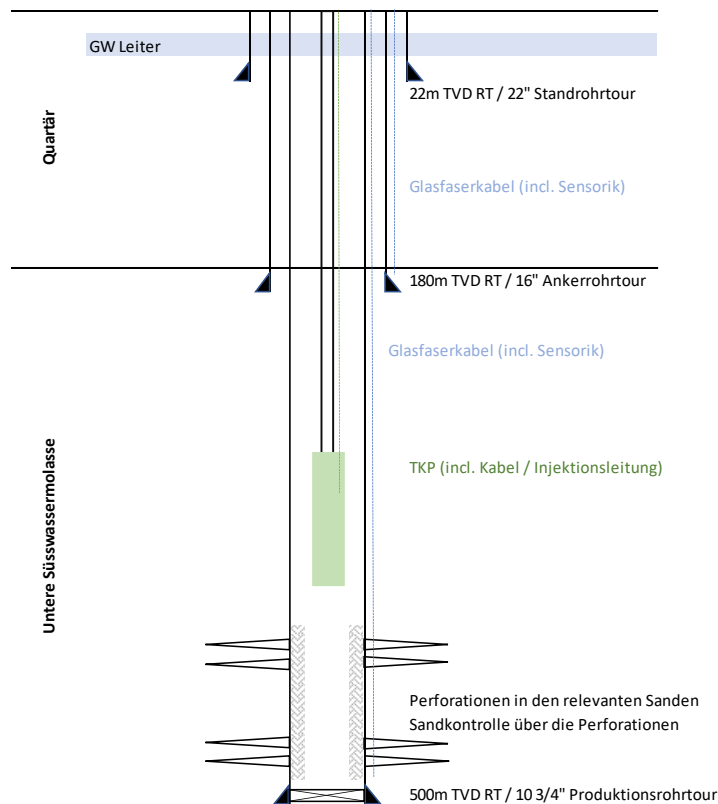 GW Leiter
22m TVD RT / 22" Standrohrtour
Quartär
Glasfaserkabel (incl. Sensorik)
180m TVD RT / 16" Ankerrohrtour
Glasfaserkabel (incl. Sensorik)
TKP (incl. Kabel / Injektionsleitung)
Untere Süsswassermolasse
Perforationen in den relevanten Sanden
Sandkontrolle über die Perforationen
500m TVD RT / 10 3/4" Produktionsrohrtour